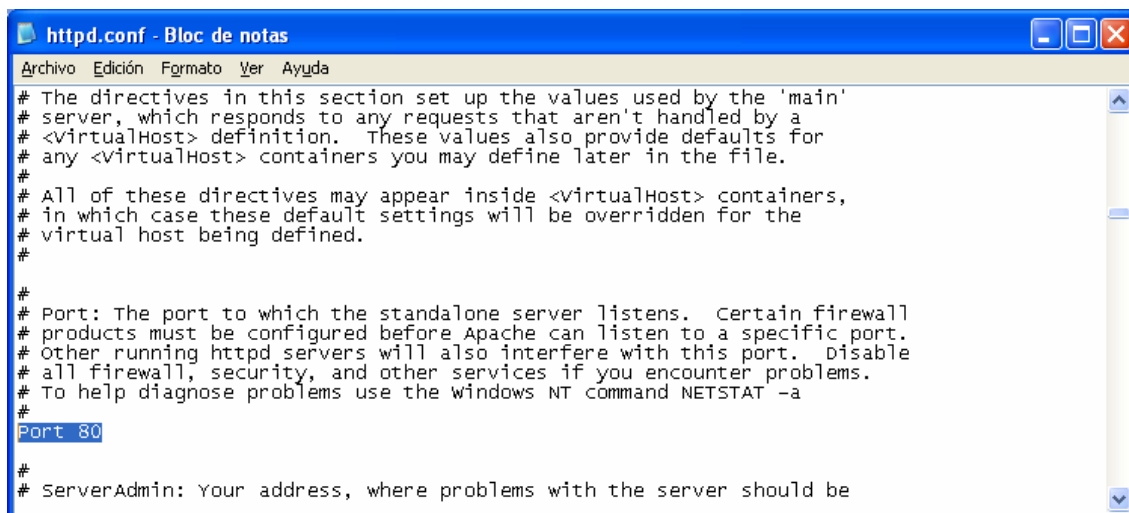 httpd.conf - Bloc de notas
Archivo Edición Formato Ver Ayuda
# The directives in this section set up the values used by the 'main'
# server, which responds to any requests that aren't handled by a
# <VirtualHost> definition.  These values also provide defaults for
# any <VirtualHost> containers you may define later in the file.
#
# All of these directives may appear inside <VirtualHost> containers,
# in which case these default settings will be overridden for the
# virtual host being defined.
#
#
# Port: The port to which the standalone server listens.  Certain firewall
# products must be configured before Apache can listen to a specific port.
# Other running httpd servers will also interfere with this port.  Disable
# all firewall, security, and other services if you encounter problems.
# To help diagnose problems use the Windows NT command NETSTAT -a
#
Port 80
#
# ServerAdmin: Your address, where problems with the server should be